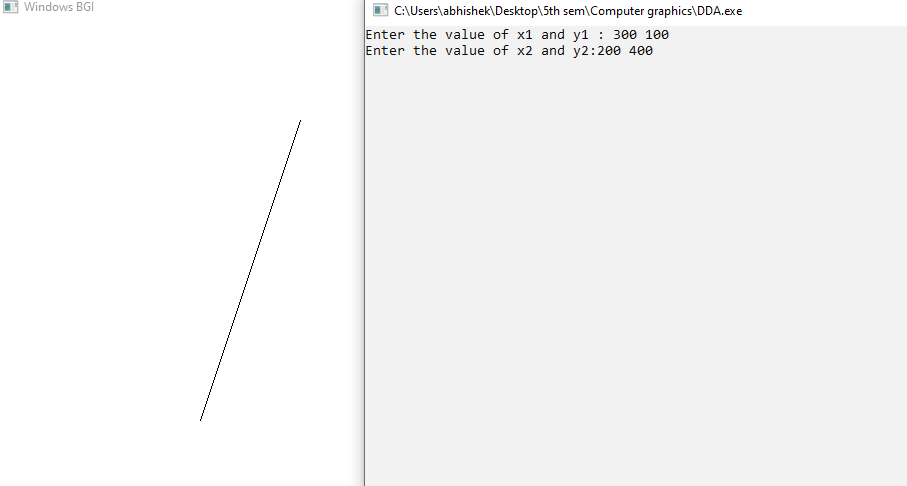 Windows BGI
C:\Users\abhishek\Desktop\5th sem\Computer graphics\DDA.exe
Enter the value of x1 and y1 : 300 100
Enter the value of x2 and y2:200 400